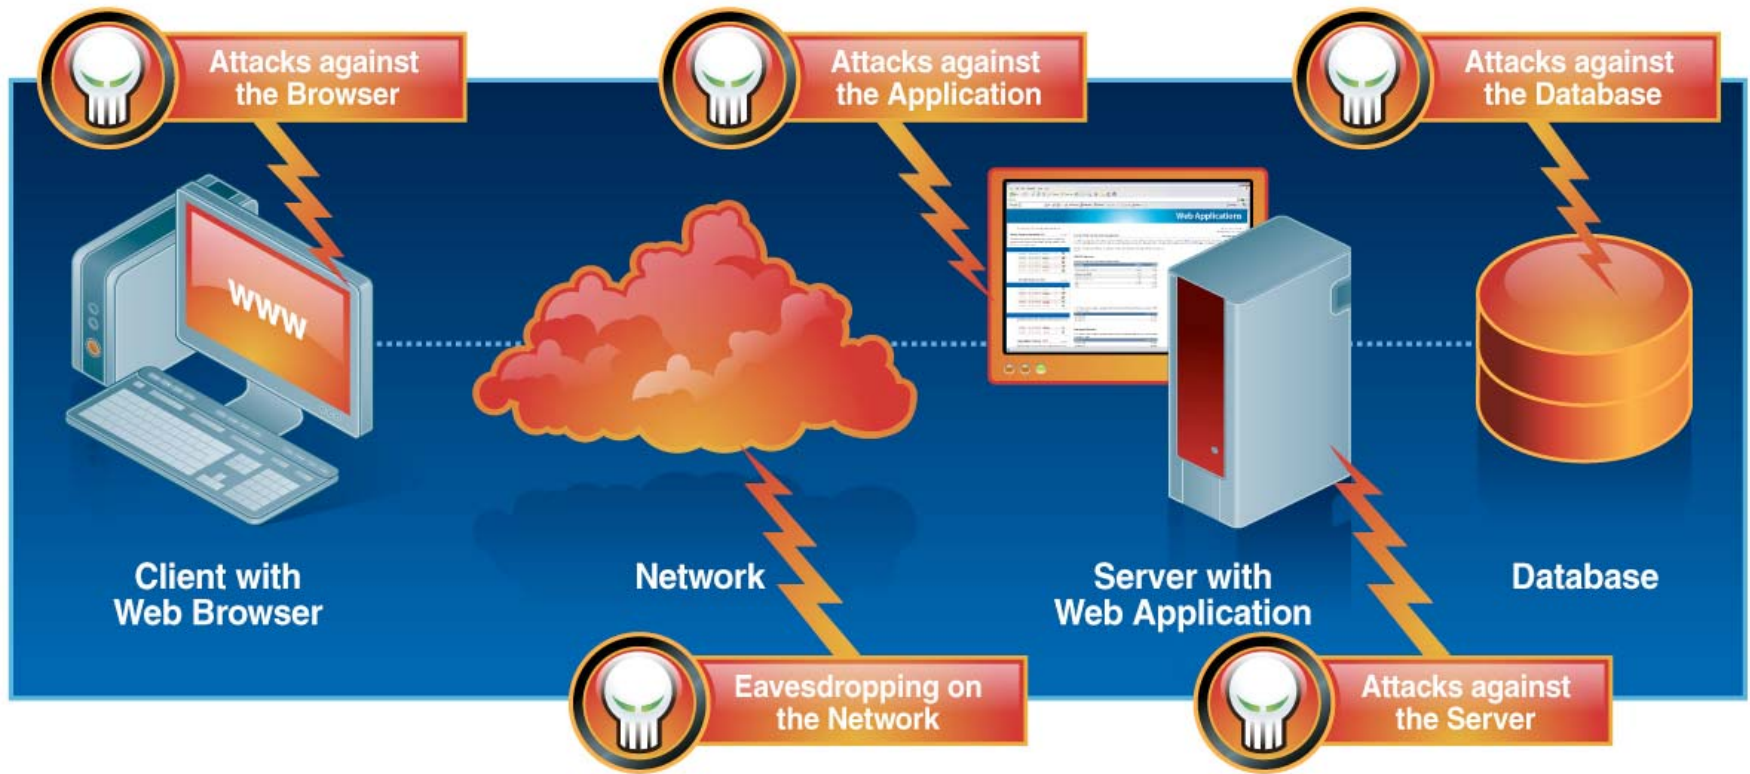 Attacks against
the Browser
Attacks against
the Application
Attacks against
the Database
WWW
Web Applications
Client with
Web Browser
Network
Server with
Web Application
Database
Eavesdropping on
the Network
Attacks against
the Server